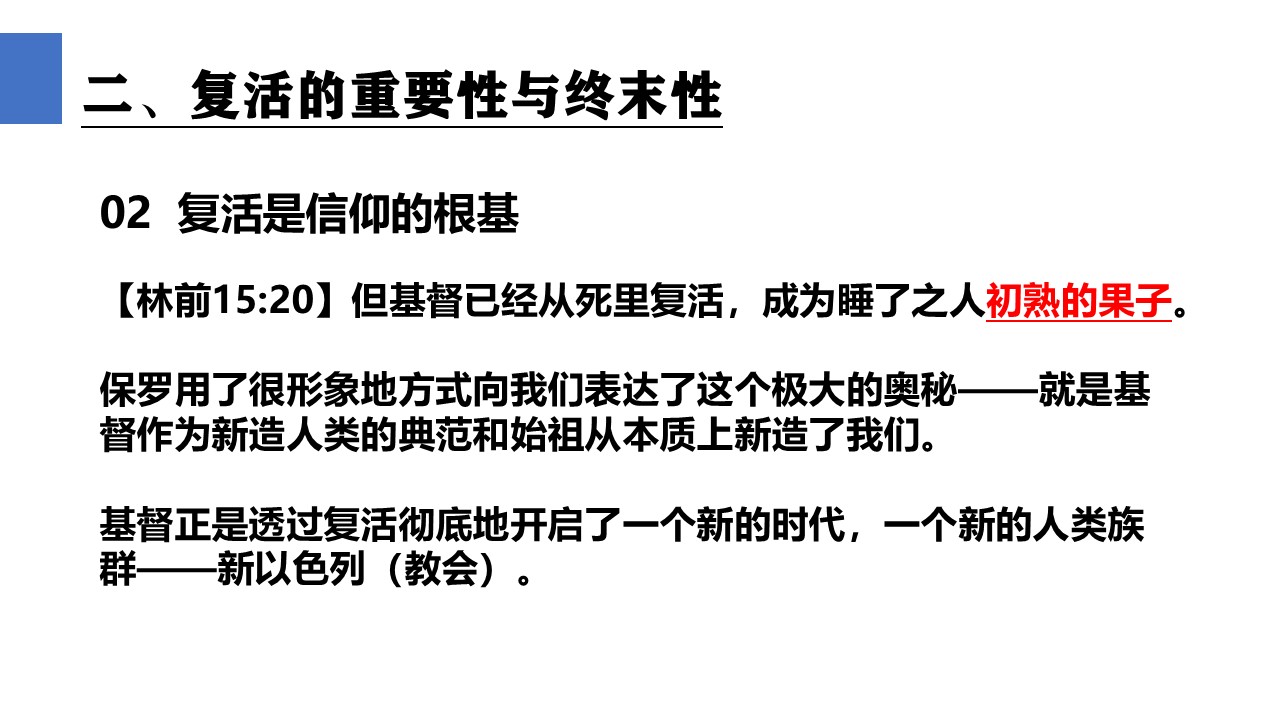 二、复活的重要性与终末性
02 复活是信仰的根基
【林前15:20】但基督已经从死里复活，成为睡了之人初熟的果子。
保罗用了很形象地方式向我们表达了这个极大的奥秘——就是基
督作为新造人类的典范和始祖从本质上新造了我们。
基督正是透过复活彻底地开启了一个新的时代，一个新的人类族
群——新以色列（教会）。